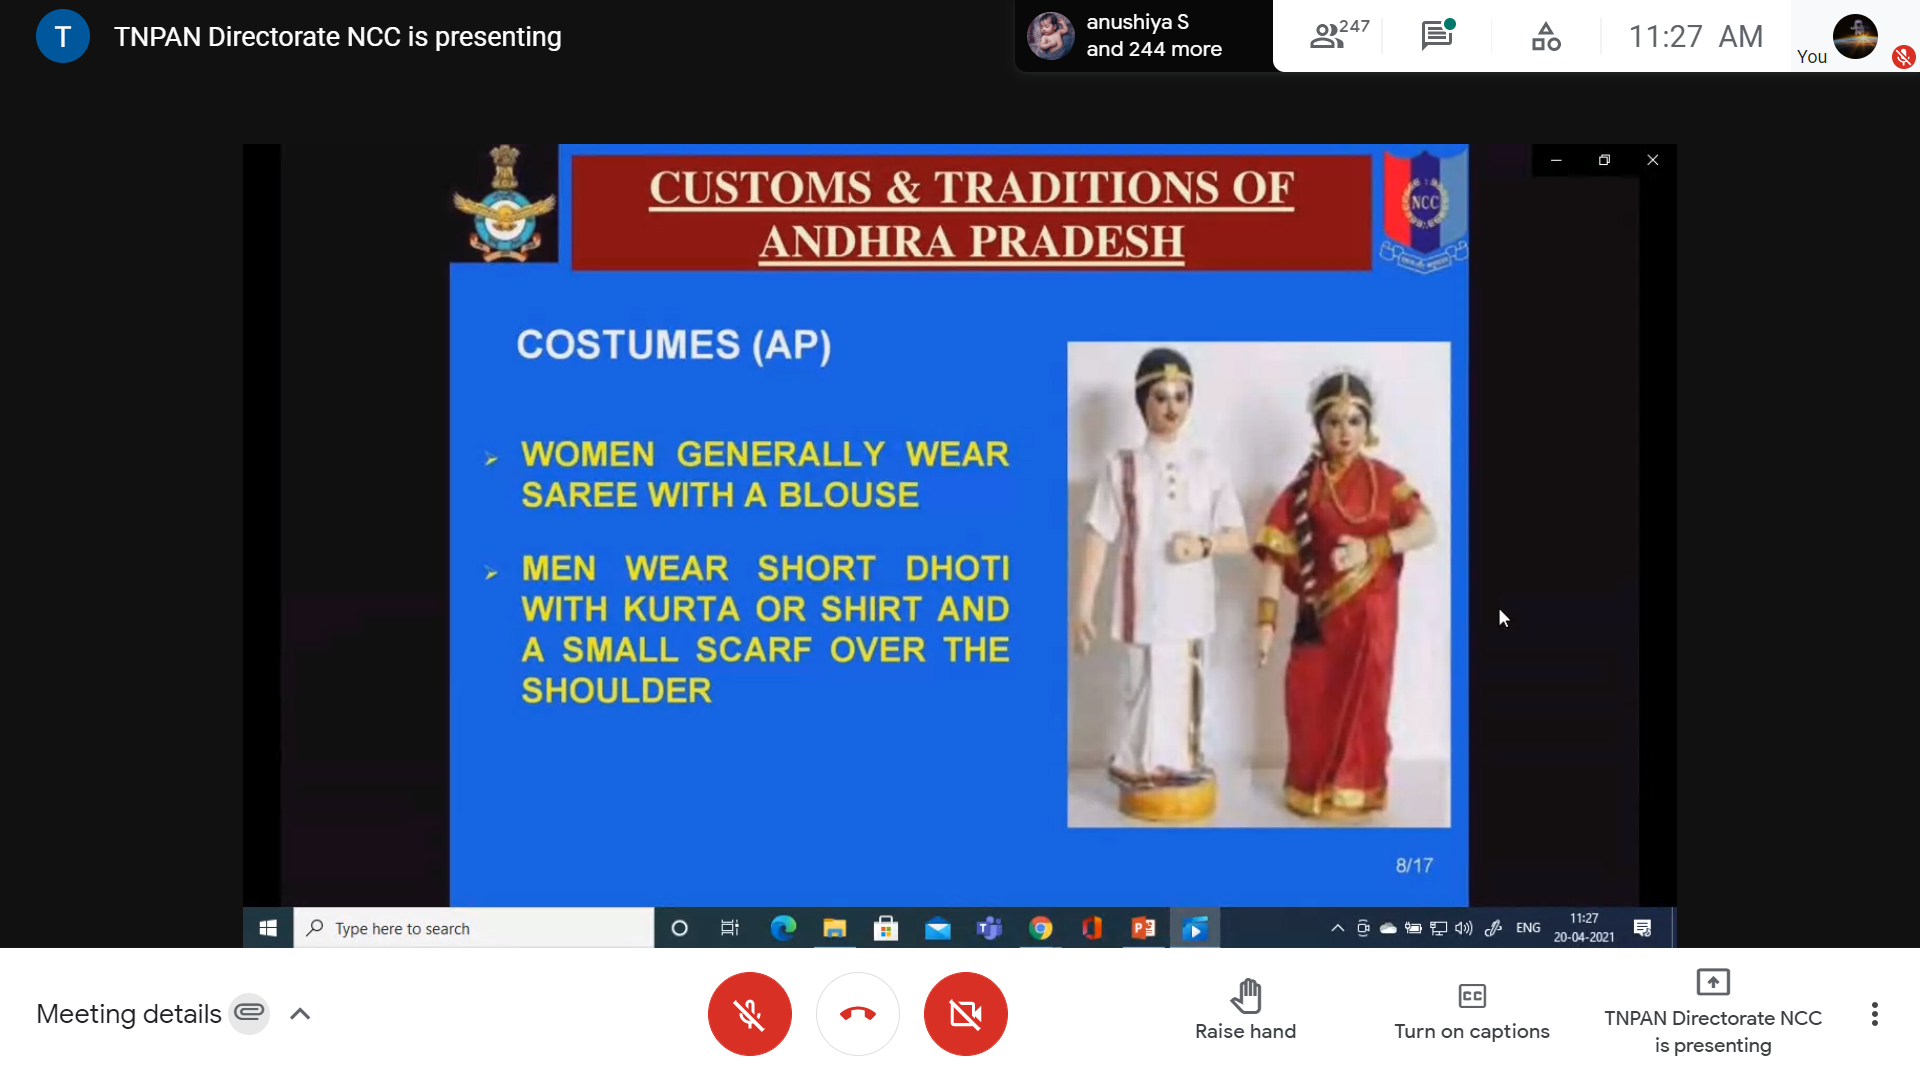 T
TNPAN Directorate NCC is presenting
anushiya S
and 244 more
247
11:27 AM
You
CUSTOMS & TRADITIONS OF
ANDHRA PRADESH
NCC
COSTUMES (AP)
WOMEN GENERALLY WEAR
SAREE WITH A BLOUSE
MEN WEAR SHORT DHOTI
WITH KURTA OR SHIRT AND
A SMALL SCARF OVER THE
SHOULDER
8/17
Type here to search
ENG
11:27
20-04-2021
Meeting details
Raise hand
CC
Turn on captions
TNPAN Directorate NCC
is presenting